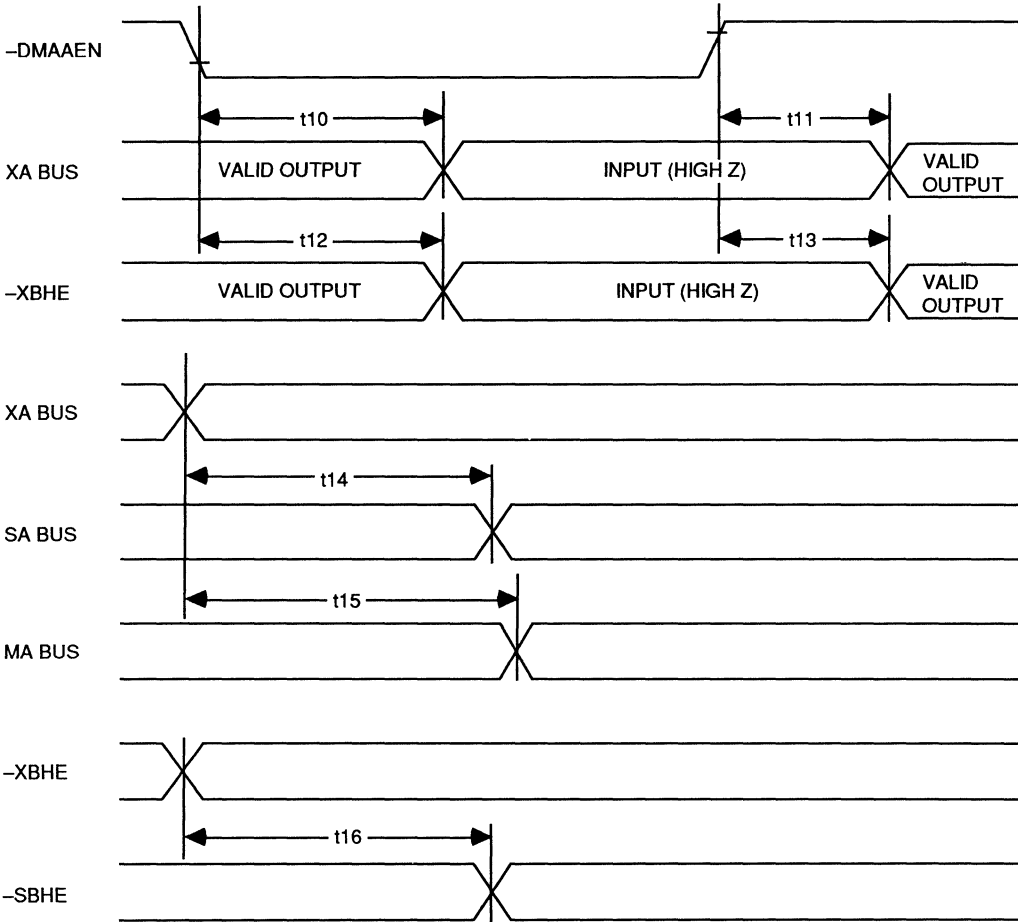 –DMAAEN
t10
t11
XA BUS
VALID OUTPUT
INPUT (HIGH Z)
VALID
OUTPUT
t12
t13
–XBHE
VALID OUTPUT
INPUT (HIGH Z)
VALID
OUTPUT
XA BUS
t14
SA BUS
t15
MA BUS
–XBHE
t16
–SBHE